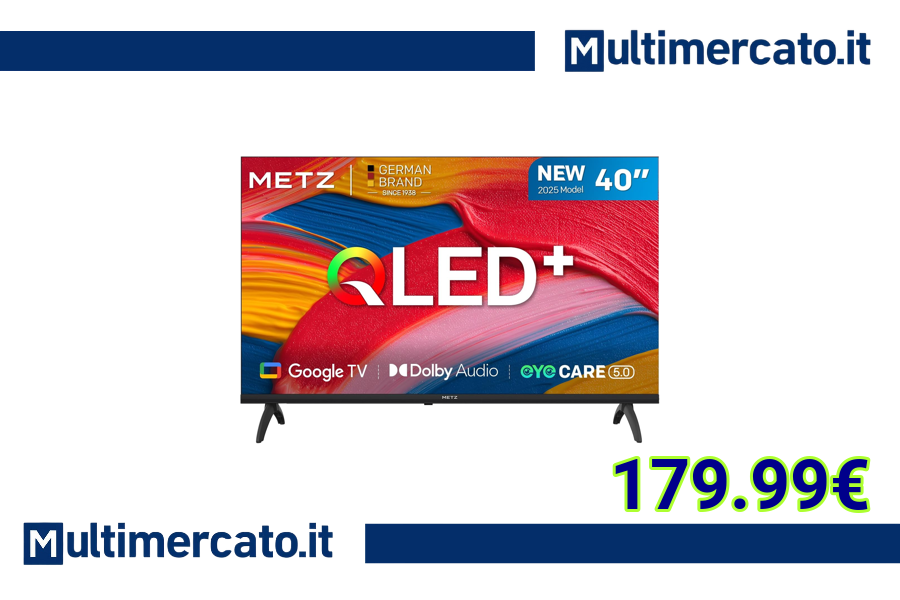 Multimercato.it
METZ
GERMAN
BRAND
SINCE 1938
NEW
2025 Model
40"
QLED+
Google TV
Dolby Audio
eye CARE 5.0
METZ
179.99€
Multimercato.it